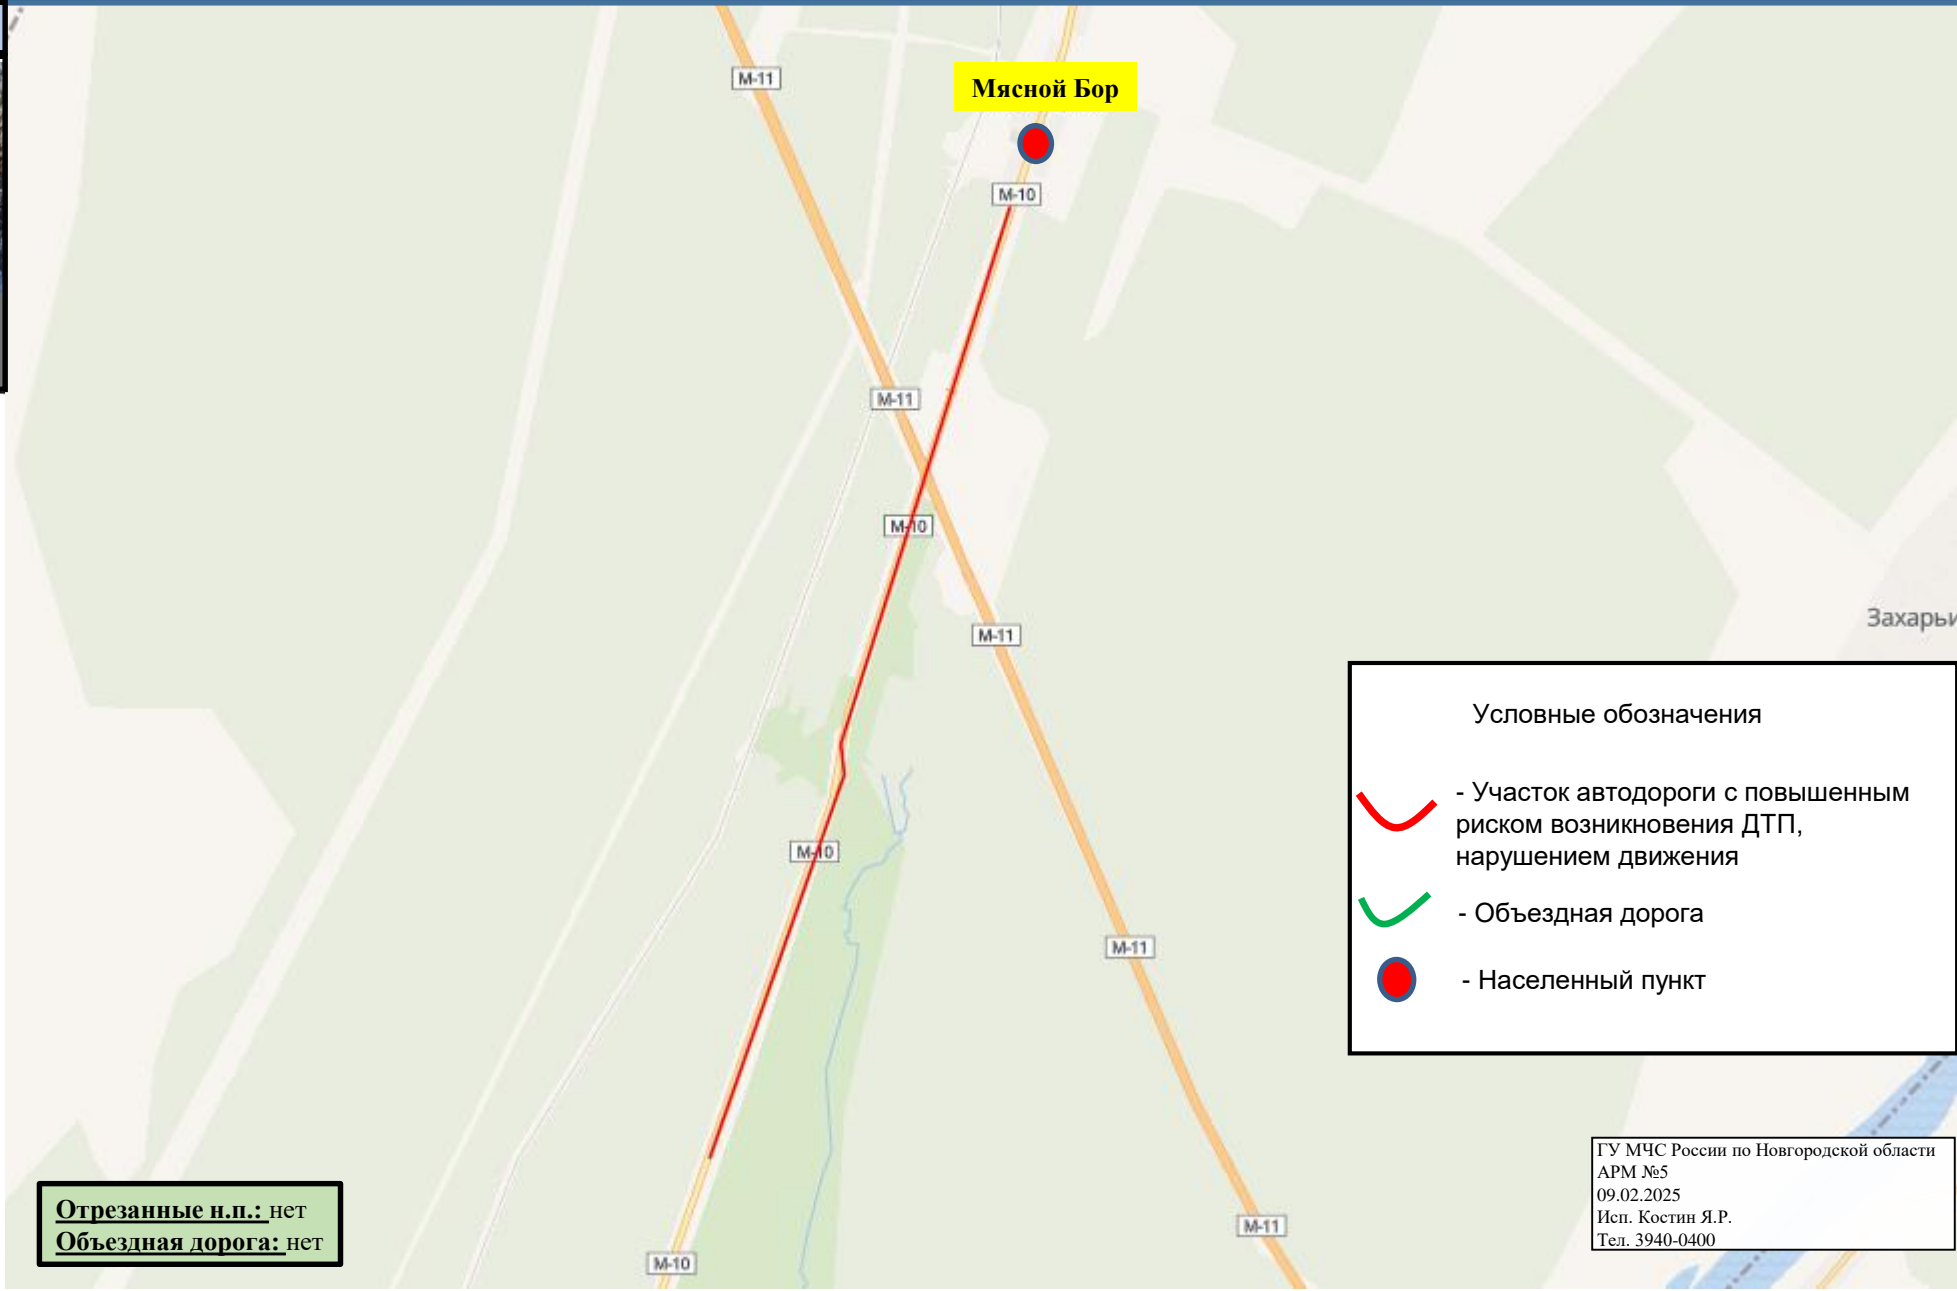 М-11
Мясной Бор
М-10
М-11
М-10
М-11
Захарьи
Условные обозначения
- Участок автодороги с повышенным
риском возникновения ДТП,
нарушением движения
- Объездная дорога
- Населенный пункт
М-10
М-11
ГУ МЧС России по Новгородской области
АРМ №5
09.02.2025
Исп. Костин Я.Р.
Тел. 3940-0400
Отрезанные н.п.: нет
Объездная дорога: нет
М-11
М-10